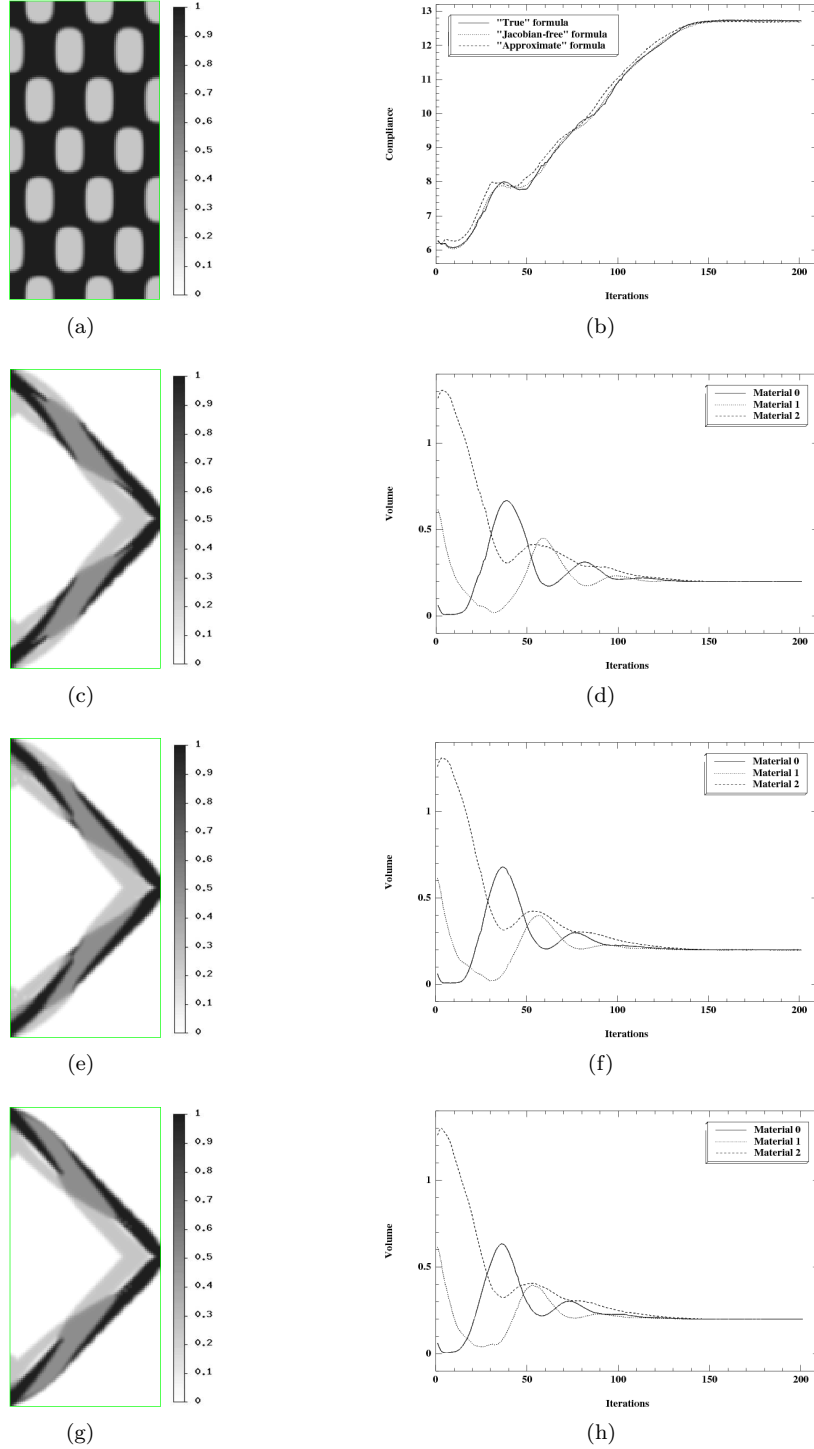 1
0.9
0.8
0.7
0.6
0.5
0.4
0.3
0.2
0.1
0
(a)
13
12
11
10
9
8
7
6
Compliance
"True" formula
"Jacobian-free" formula
"Approximate" formula
0
50
100
150
200
Iterations
(b)
1
0.9
0.8
0.7
0.6
0.5
0.4
0.3
0.2
0.1
0
(c)
1
0.5
0
Volume
Material 0
Material 1
Material 2
0
50
100
150
200
Iterations
(d)
1
0.9
0.8
0.7
0.6
0.5
0.4
0.3
0.2
0.1
0
(e)
1
0.5
0
Volume
Material 0
Material 1
Material 2
0
50
100
150
200
Iterations
(f)
1
0.9
0.8
0.7
0.6
0.5
0.4
0.3
0.2
0.1
0
(g)
1
0.5
0
Volume
Material 0
Material 1
Material 2
0
50
100
150
200
Iterations
(h)